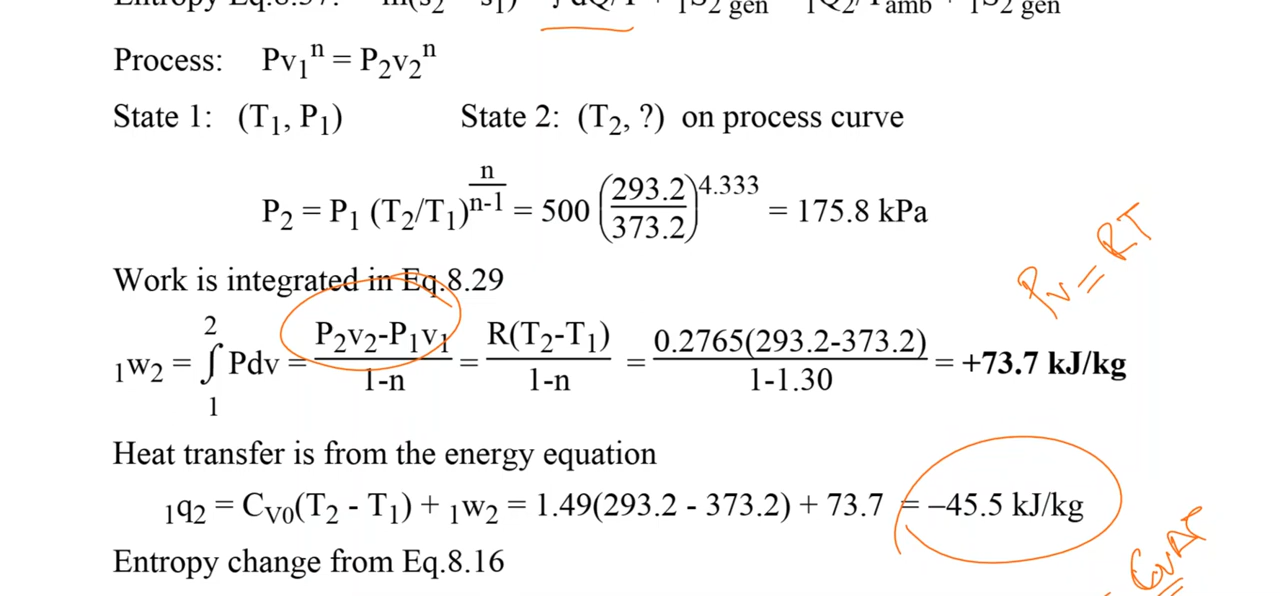 Process: Pv₁ⁿ = P₂v₂ⁿ
State 1: (T₁, P₁) State 2: (T₂, ?) on process curve
P₂ = P₁ (T₂/T₁)^(n/(n-1)) = 500 (293.2/373.2)^4.333 = 175.8 kPa
Pv = RT
Work is integrated in Eq.8.29
₁w₂ = ∫₁² Pdv = (P₂v₂-P₁v₁)/(1-n) = R(T₂-T₁)/(1-n) = 0.2765(293.2-373.2)/(1-1.30) = +73.7 kJ/kg
Heat transfer is from the energy equation
₁q₂ = Cᵥ₀(T₂ - T₁) + ₁w₂ = 1.49(293.2 - 373.2) + 73.7 = –45.5 kJ/kg
Entropy change from Eq.8.16